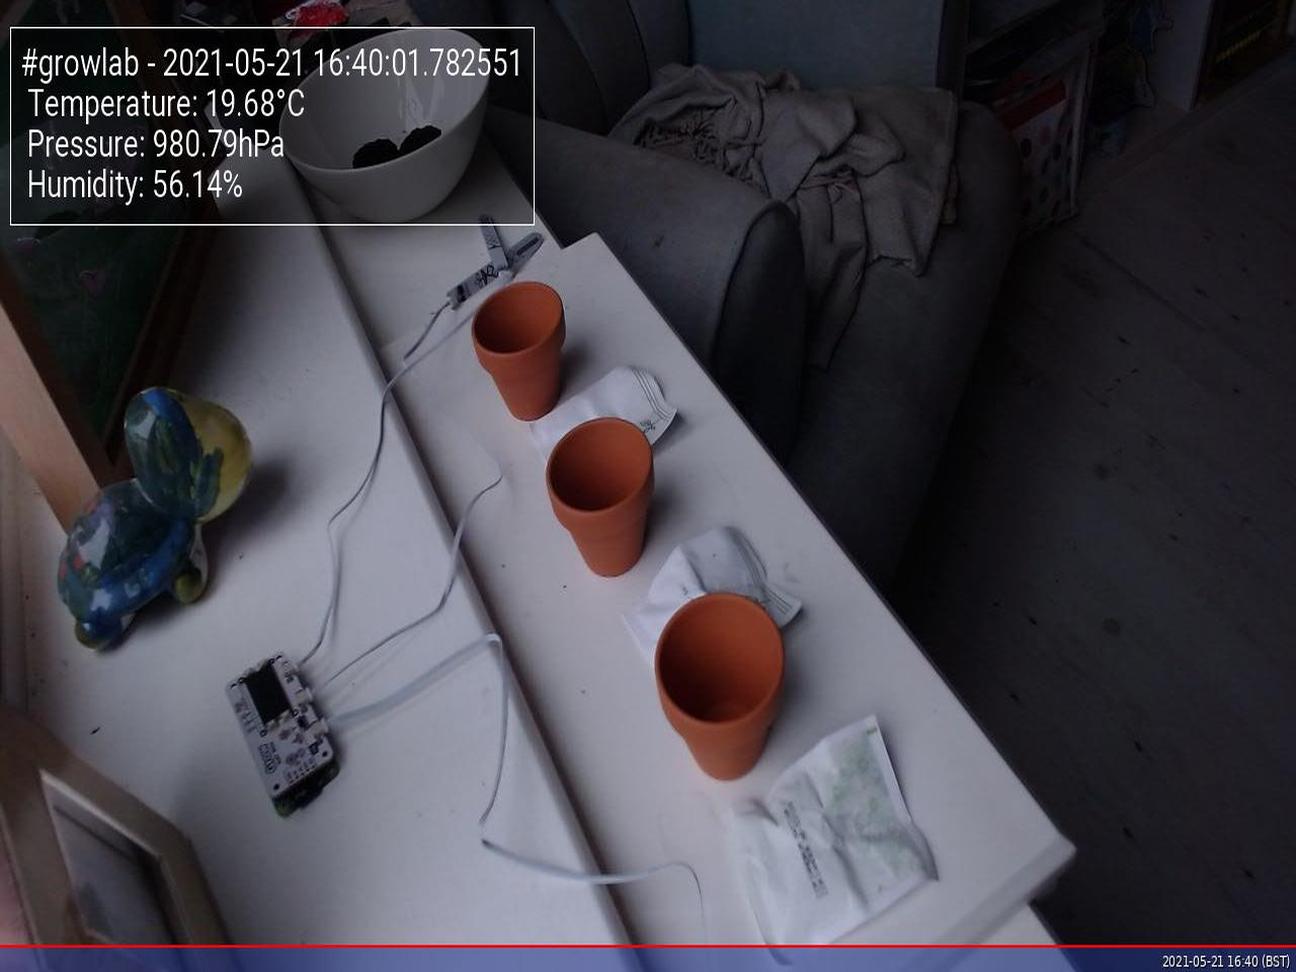 #growlab - 2021-05-21 16:40:01.782551
Temperature: 19.68°C
Pressure: 980.79hPa
Humidity: 56.14%
2021-05-21 16:40 (BST)